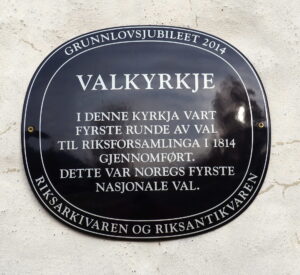 GRUNNLOVSJUBILEET 2014
VALKYRKJE
I DENNE KYRKJA VART
FYRSTE RUNDE AV VAL
TIL RIKSFORSAMLINGA I 1814
GJENNOMFØRT.
DETTE VAR NOREGS FYRSTE
NASJONALE VAL.
RIKSARKIVAREN OG RIKSANTIKVAREN